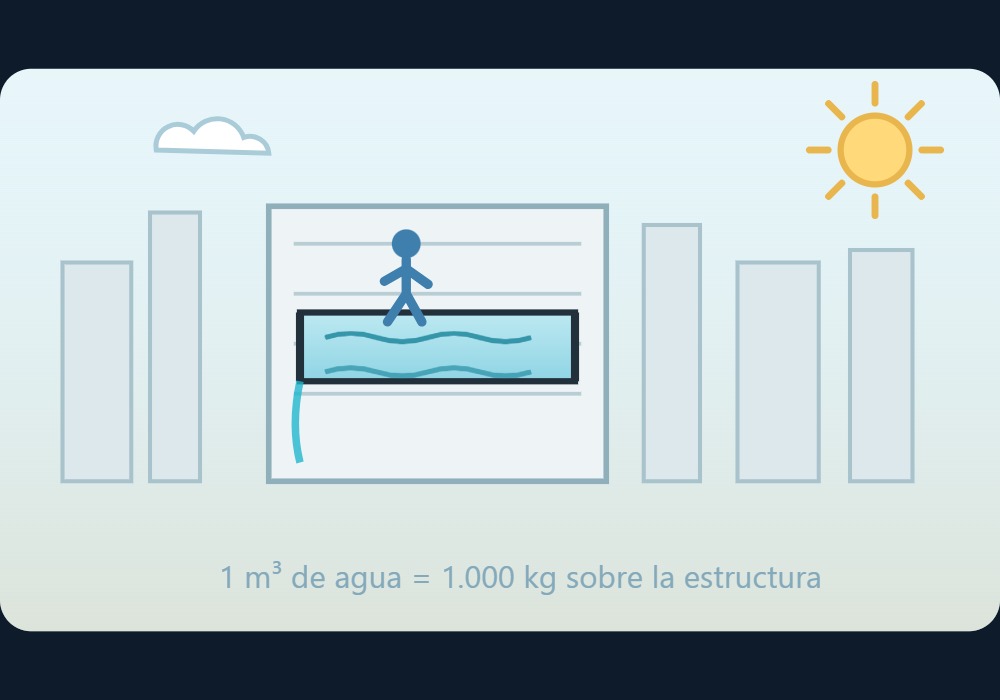 1 m³ de agua = 1.000 kg sobre la estructura